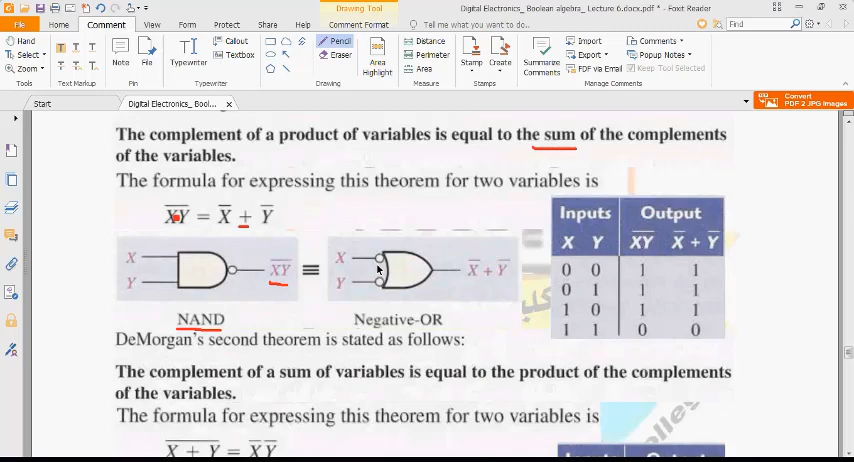 Drawing Tool
Digital Electronics_ Boolean algebra_ Lecture 6.docx.pdf * - Foxit Reader
File Home Comment View Form Protect Share Help Extras Comment Format Tell me what you want to do.. Find
Hand
Select
Zoom
Tools
T T T
T T T
Text Markup
Note
File
Pin
Typewriter
Callout
Textbox
Typewriter
Pencil
Eraser
Drawing
Area
Highlight
Distance
Perimeter
Area
Measure
Stamp
Create
Stamps
Summarize
Comments
Import
Export
FDF via Email
Comments
Popup Notes
Keep Tool Selected
Manage Comments
Start
Digital Electronics_ Bool...
Convert
PDF 2 JPG Images
The complement of a product of variables is equal to the sum of the complements
of the variables.
The formula for expressing this theorem for two variables is
X̅Y̅ = X̅ + Y̅
X
Y
X̅Y̅
≡
X
Y
X̅ + Y̅
NAND
Negative-OR
Inputs Output
X Y X̅Y̅ X̅ + Y̅
0 0 1 1
0 1 1 1
1 0 1 1
1 1 0 0
DeMorgan's second theorem is stated as follows:
The complement of a sum of variables is equal to the product of the complements
of the variables.
The formula for expressing this theorem for two variables is
X̅ ̅+̅ ̅Y̅ = X̅ Y̅
Inputs Output